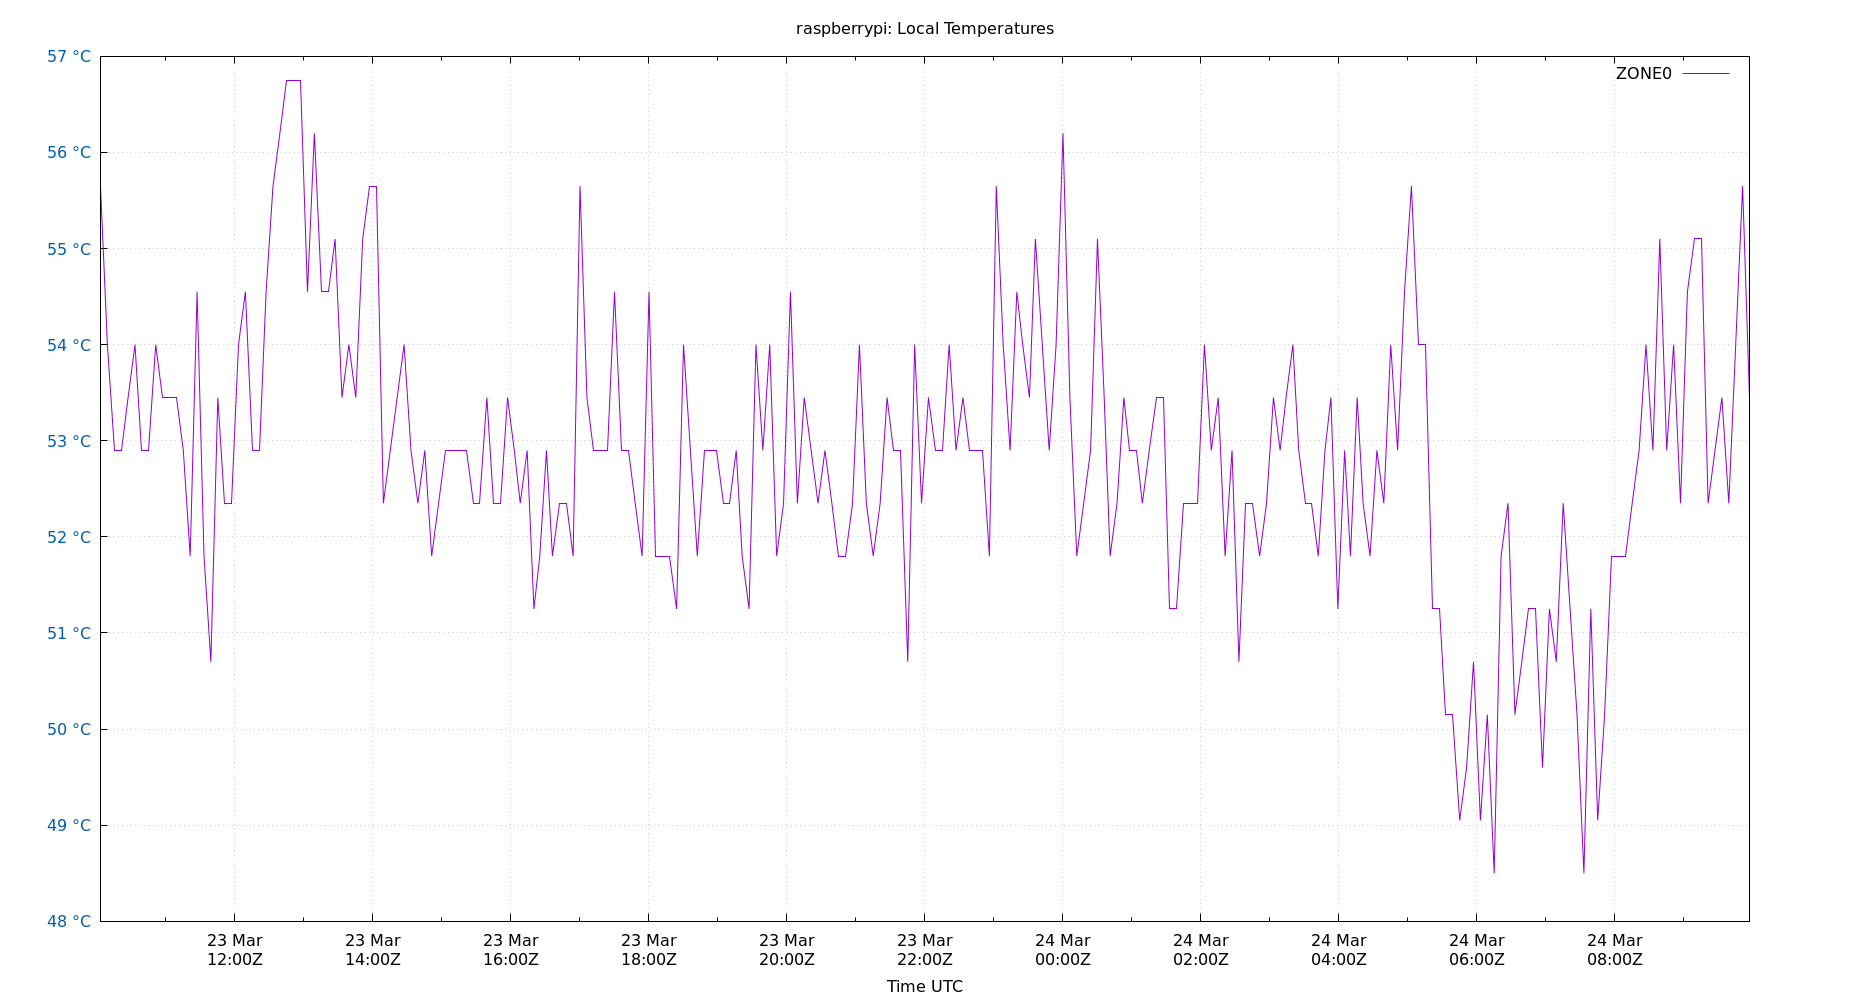 raspberrypi: Local Temperatures
57 °C
ZONE0
56 °C
55 °C
54 °C
53 °C
52 °C
51 °C
50 °C
49 °C
48 °C
23 Mar 23 Mar 23 Mar 23 Mar 23 Mar 23 Mar 24 Mar 24 Mar 24 Mar 24 Mar 24 Mar
12:00Z 14:00Z 16:00Z 18:00Z 20:00Z 22:00Z 00:00Z 02:00Z 04:00Z 06:00Z 08:00Z
Time UTC